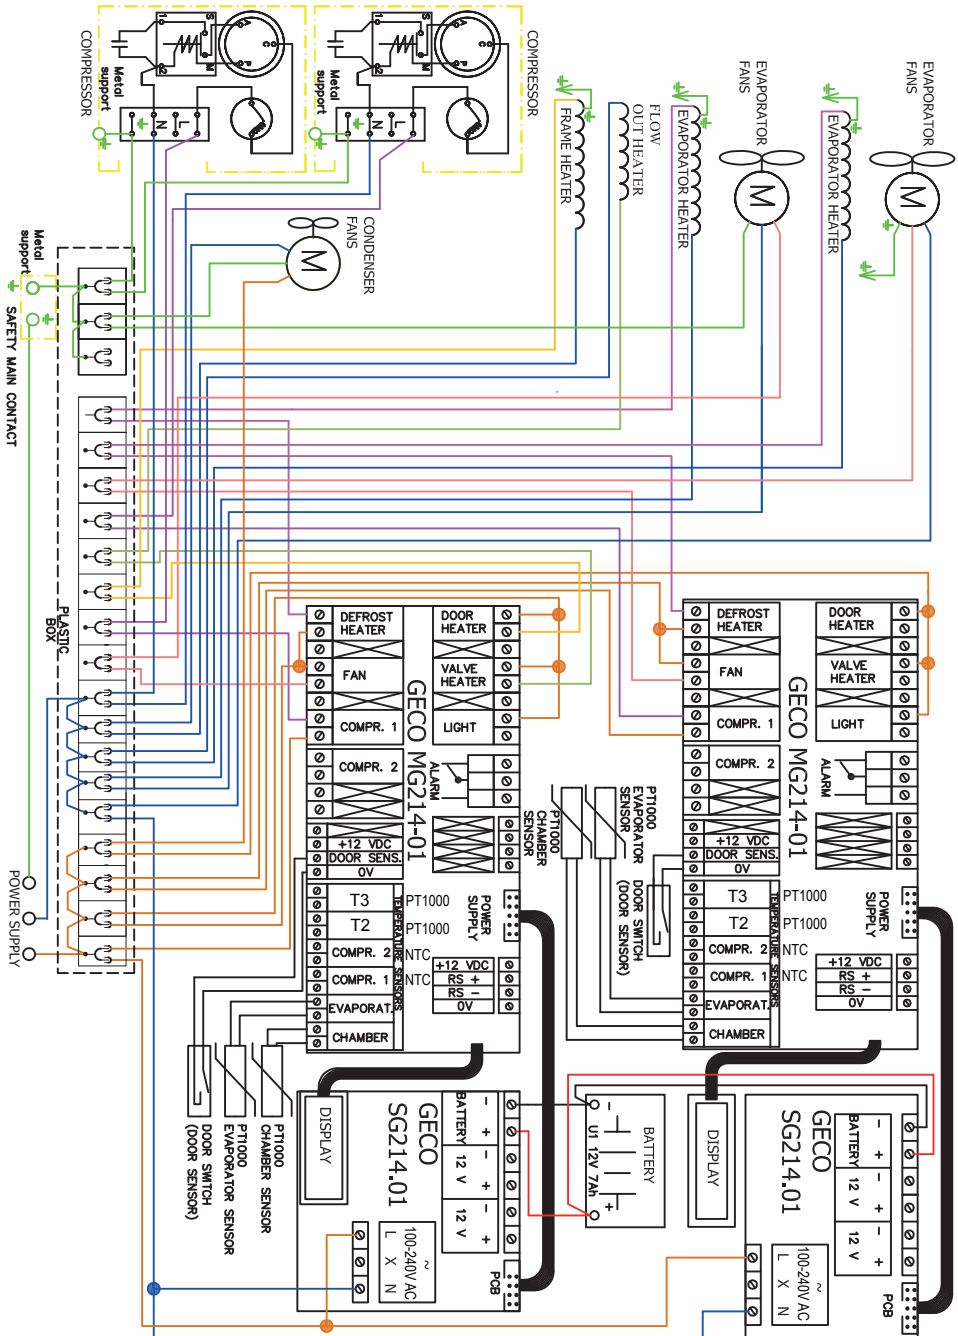 COMPRESSOR
1
S
A
C
2
M
P
Metal
support
N
L
COMPRESSOR
1
S
A
C
2
M
P
Metal
support
N
L
FRAME HEATER
FLOW
OUT HEATER
EVAPORATOR HEATER
EVAPORATOR
FANS
M
EVAPORATOR HEATER
EVAPORATOR
FANS
M
CONDENSER
FANS
M
Metal
support
SAFETY MAIN CONTACT
PLASTIC
BOX
POWER SUPPLY
DEFROST
HEATER
FAN
COMPR. 1
COMPR. 2
DOOR
HEATER
VALVE
HEATER
LIGHT
GECO MG214-01
ALARM
+12 VDC
DOOR SENS.
0V
T3
T2
COMPR. 2
COMPR. 1
EVAPORAT.
CHAMBER
TEMPERATURE SENSORS
PT1000
PT1000
NTC
NTC
POWER
SUPPLY
+12 VDC
RS +
RS -
0V
DEFROST
HEATER
FAN
COMPR. 1
COMPR. 2
DOOR
HEATER
VALVE
HEATER
LIGHT
GECO MG214-01
ALARM
+12 VDC
DOOR SENS.
0V
T3
T2
COMPR. 2
COMPR. 1
EVAPORAT.
CHAMBER
TEMPERATURE SENSORS
PT1000
PT1000
NTC
NTC
POWER
SUPPLY
+12 VDC
RS +
RS -
0V
PT1000
CHAMBER
SENSOR
PT1000
EVAPORATOR
SENSOR
DOOR SWITCH
(DOOR SENSOR)
DOOR SWITCH
(DOOR SENSOR)
PT1000
EVAPORATOR SENSOR
PT1000
CHAMBER SENSOR
DISPLAY
GECO
SG214.01
BATTERY
- +
12 V
- +
12 V
100-240V AC
~
L X N
PCB
BATTERY
- +
U1 12V 7Ah
DISPLAY
GECO
SG214.01
BATTERY
- +
12 V
- +
12 V
100-240V AC
~
L X N
PCB